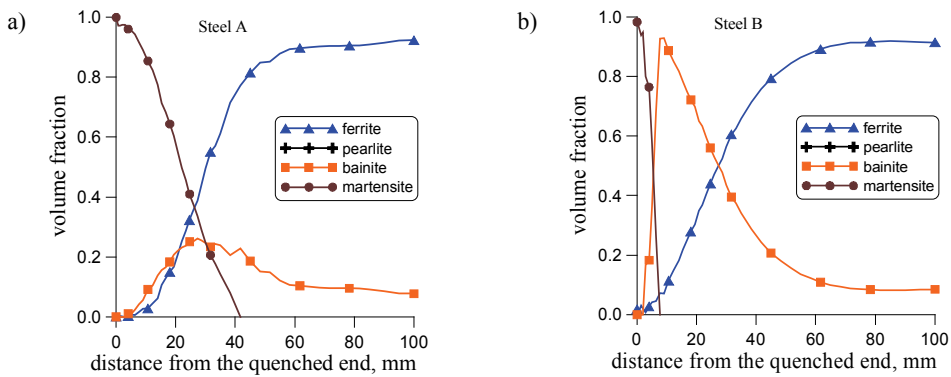 a)
Steel A
volume fraction
1.0
0.8
0.6
0.4
0.2
0.0
ferrite
pearlite
bainite
martensite
0 20 40 60 80 100
distance from the quenched end, mm
b)
Steel B
volume fraction
1.0
0.8
0.6
0.4
0.2
0.0
ferrite
pearlite
bainite
martensite
0 20 40 60 80 100
distance from the quenched end, mm